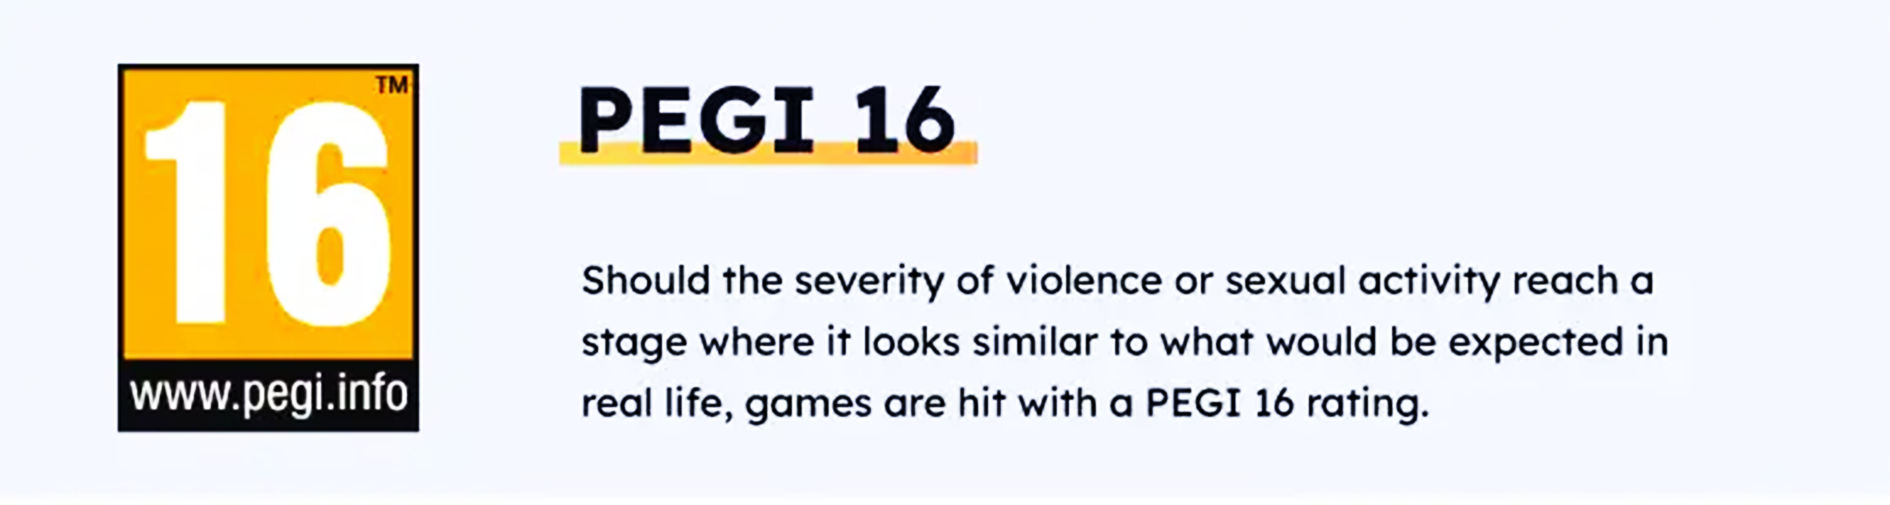 TM
16
www.pegi.info
PEGI 16
Should the severity of violence or sexual activity reach a
stage where it looks similar to what would be expected in
real life, games are hit with a PEGI 16 rating.